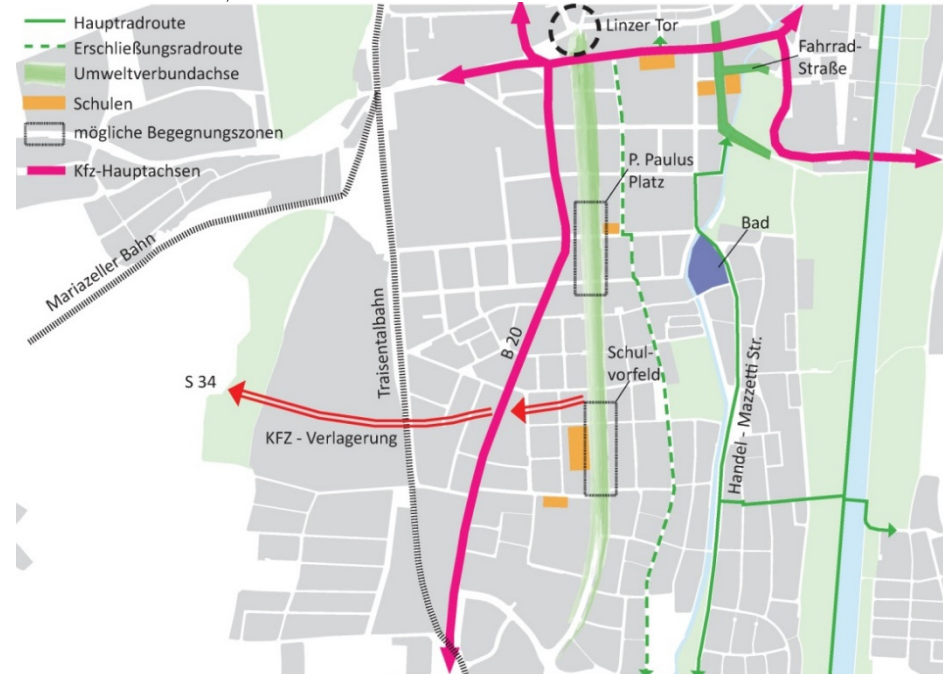 Hauptradroute
Erschließungsradroute
Umweltverbundachse
Schulen
mögliche Begegnungszonen
Kfz-Hauptachsen
Linzer Tor
Fahrrad-
Straße
P. Paulus
Platz
Bad
Mariazeller Bahn
Traisentalbahn
B 20
Schul-
vorfeld
S 34
KFZ - Verlagerung
Handel - Mazzetti Str.